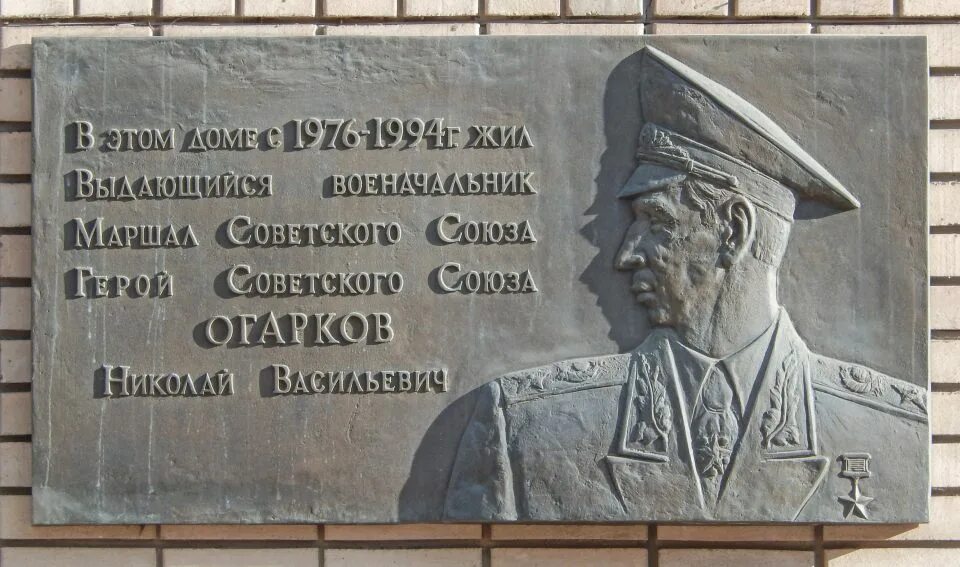 В этом доме с 1976-1994г. жил
Выдающийся военачальник
Маршал Советского Союза
Герой Советского Союза
ОГАРКОВ
Николай Васильевич